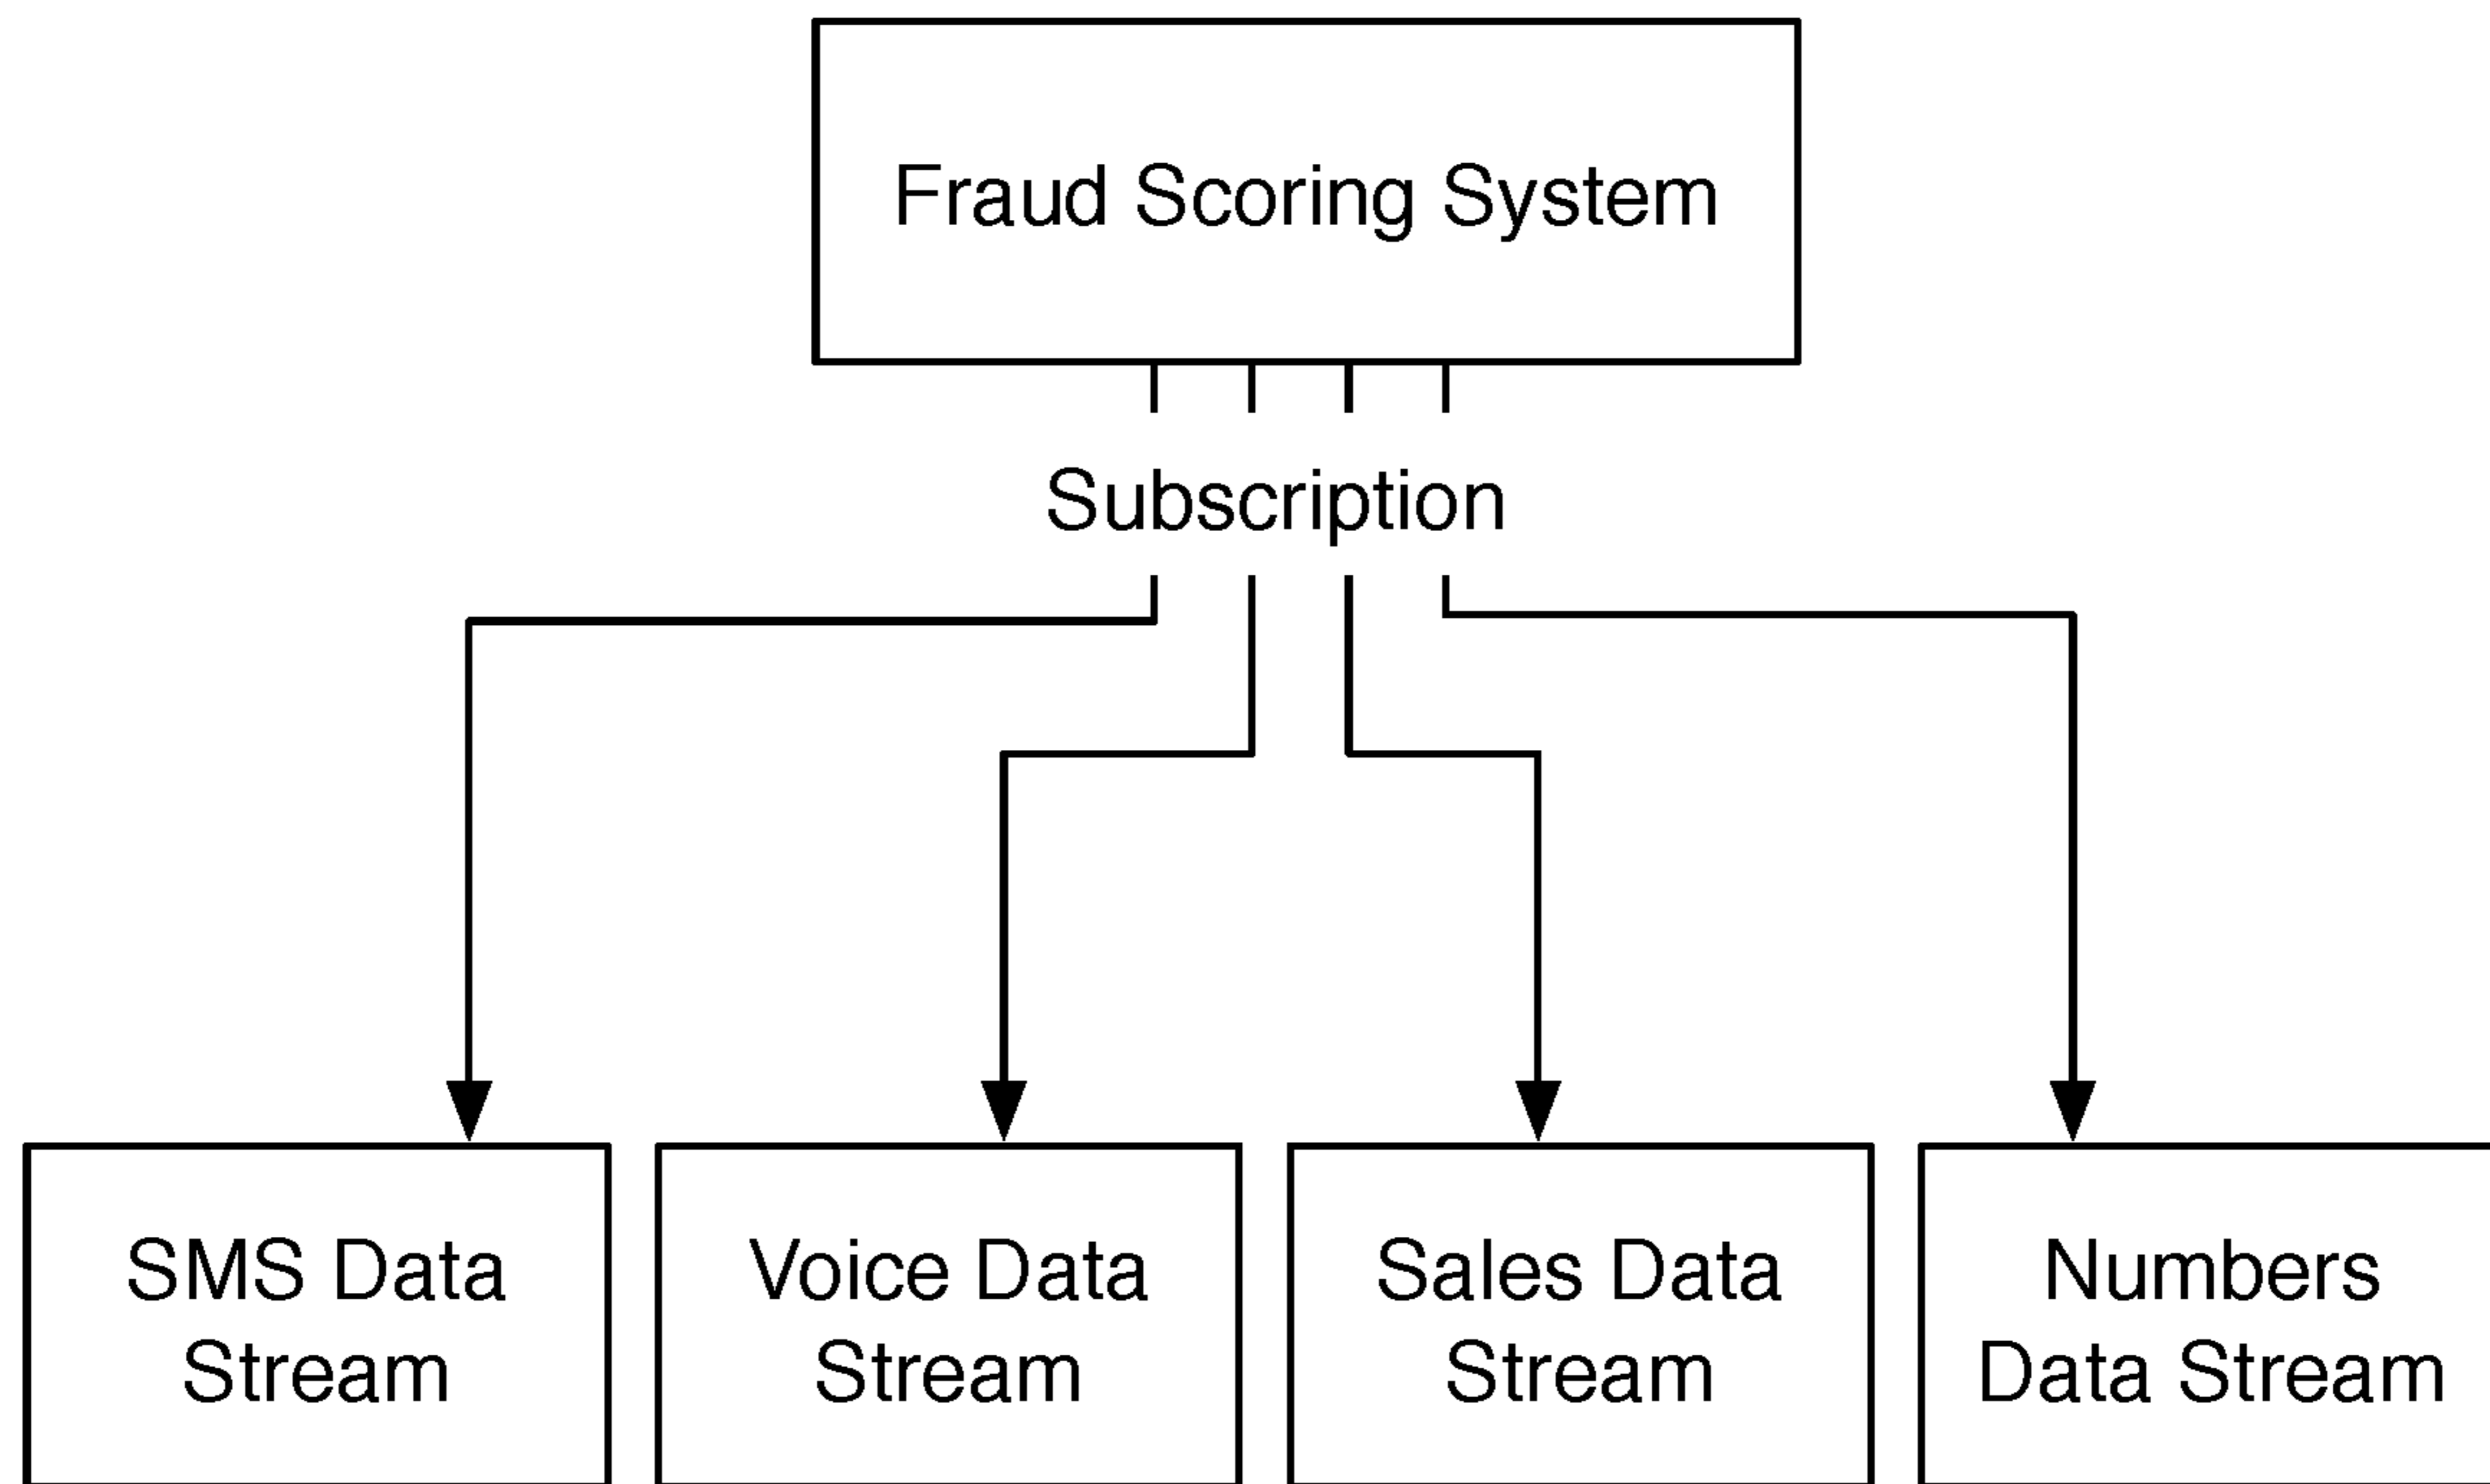 Fraud Scoring System
Subscription
SMS Data
Stream
Voice Data
Stream
Sales Data
Stream
Numbers
Data Stream